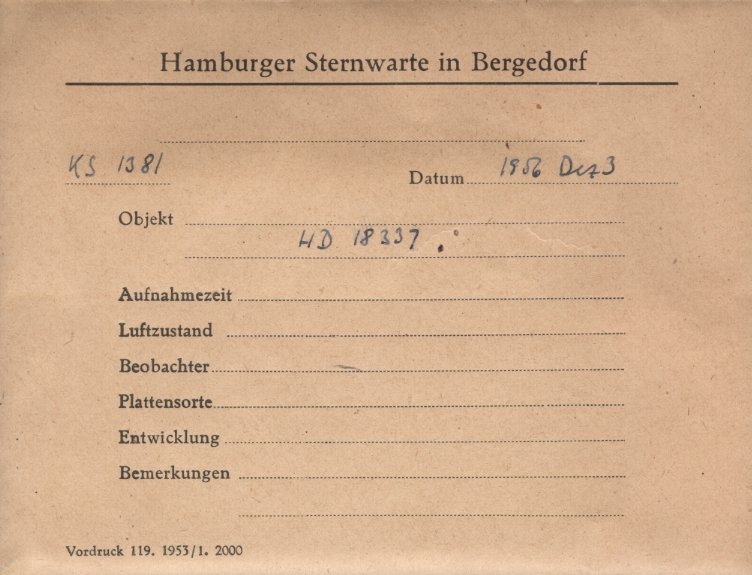 Hamburger Sternwarte in Bergedorf
KS 1381
Datum 1956 Dez 3
Objekt
HD 18337
Aufnahmezeit
Luftzustand
Beobachter
Plattensorte
Entwicklung
Bemerkungen
Vordruck 119. 1953/1. 2000